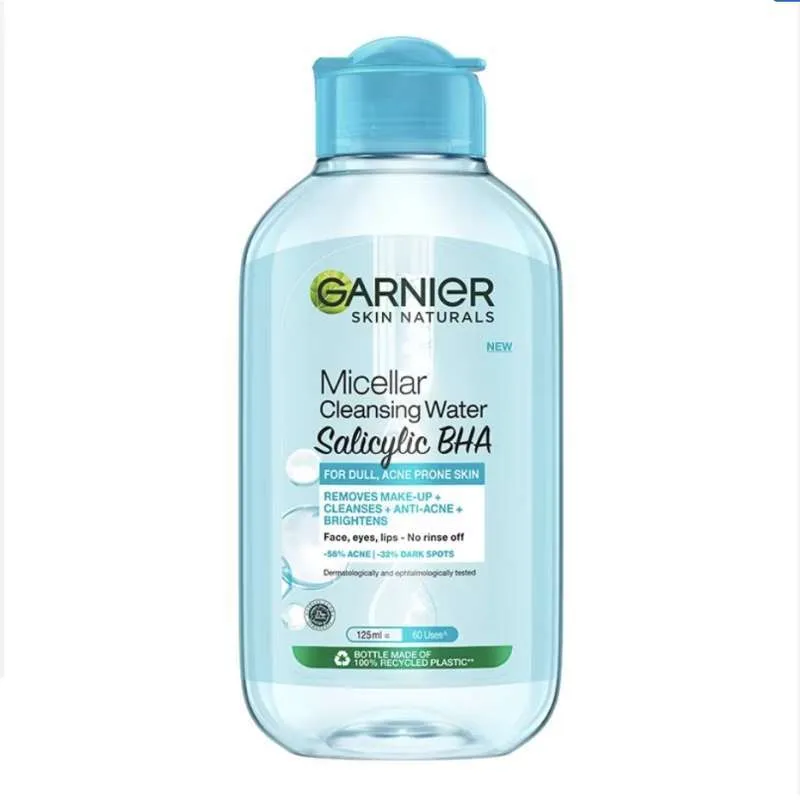 GARNIER
SKIN NATURALS
NEW
Micellar
Cleansing Water
Salicylic BHA
FOR DULL, ACNE PRONE SKIN
REMOVES MAKE-UP +
CLEANSES + ANTI-ACNE +
BRIGHTENS
Face, eyes, lips - No rinse off
-56% ACNE | -32% DARK SPOTS
Dermatologically and ophtalmologically tested
125ml = 60 Uses^
BOTTLE MADE OF
100% RECYCLED PLASTIC**